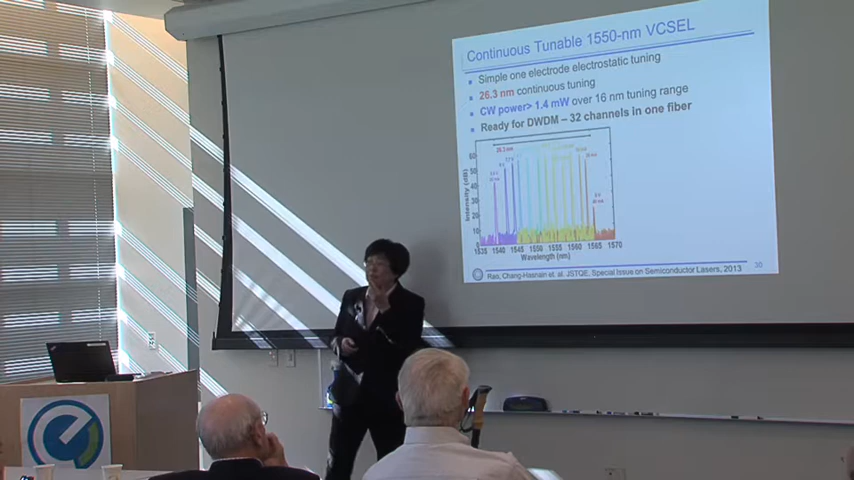 Continuous Tunable 1550-nm VCSEL
Simple one electrode electrostatic tuning
26.3 nm continuous tuning
CW power> 1.4 mW over 16 nm tuning range
Ready for DWDM – 32 channels in one fiber
26.3 nm
Intensity (dB)
1535 1540 1545 1550 1555 1560 1565 1570
Wavelength (nm)
Rao, Chang-Hasnain et. al. JSTQE, Special Issue on Semiconductor Lasers, 2013
30